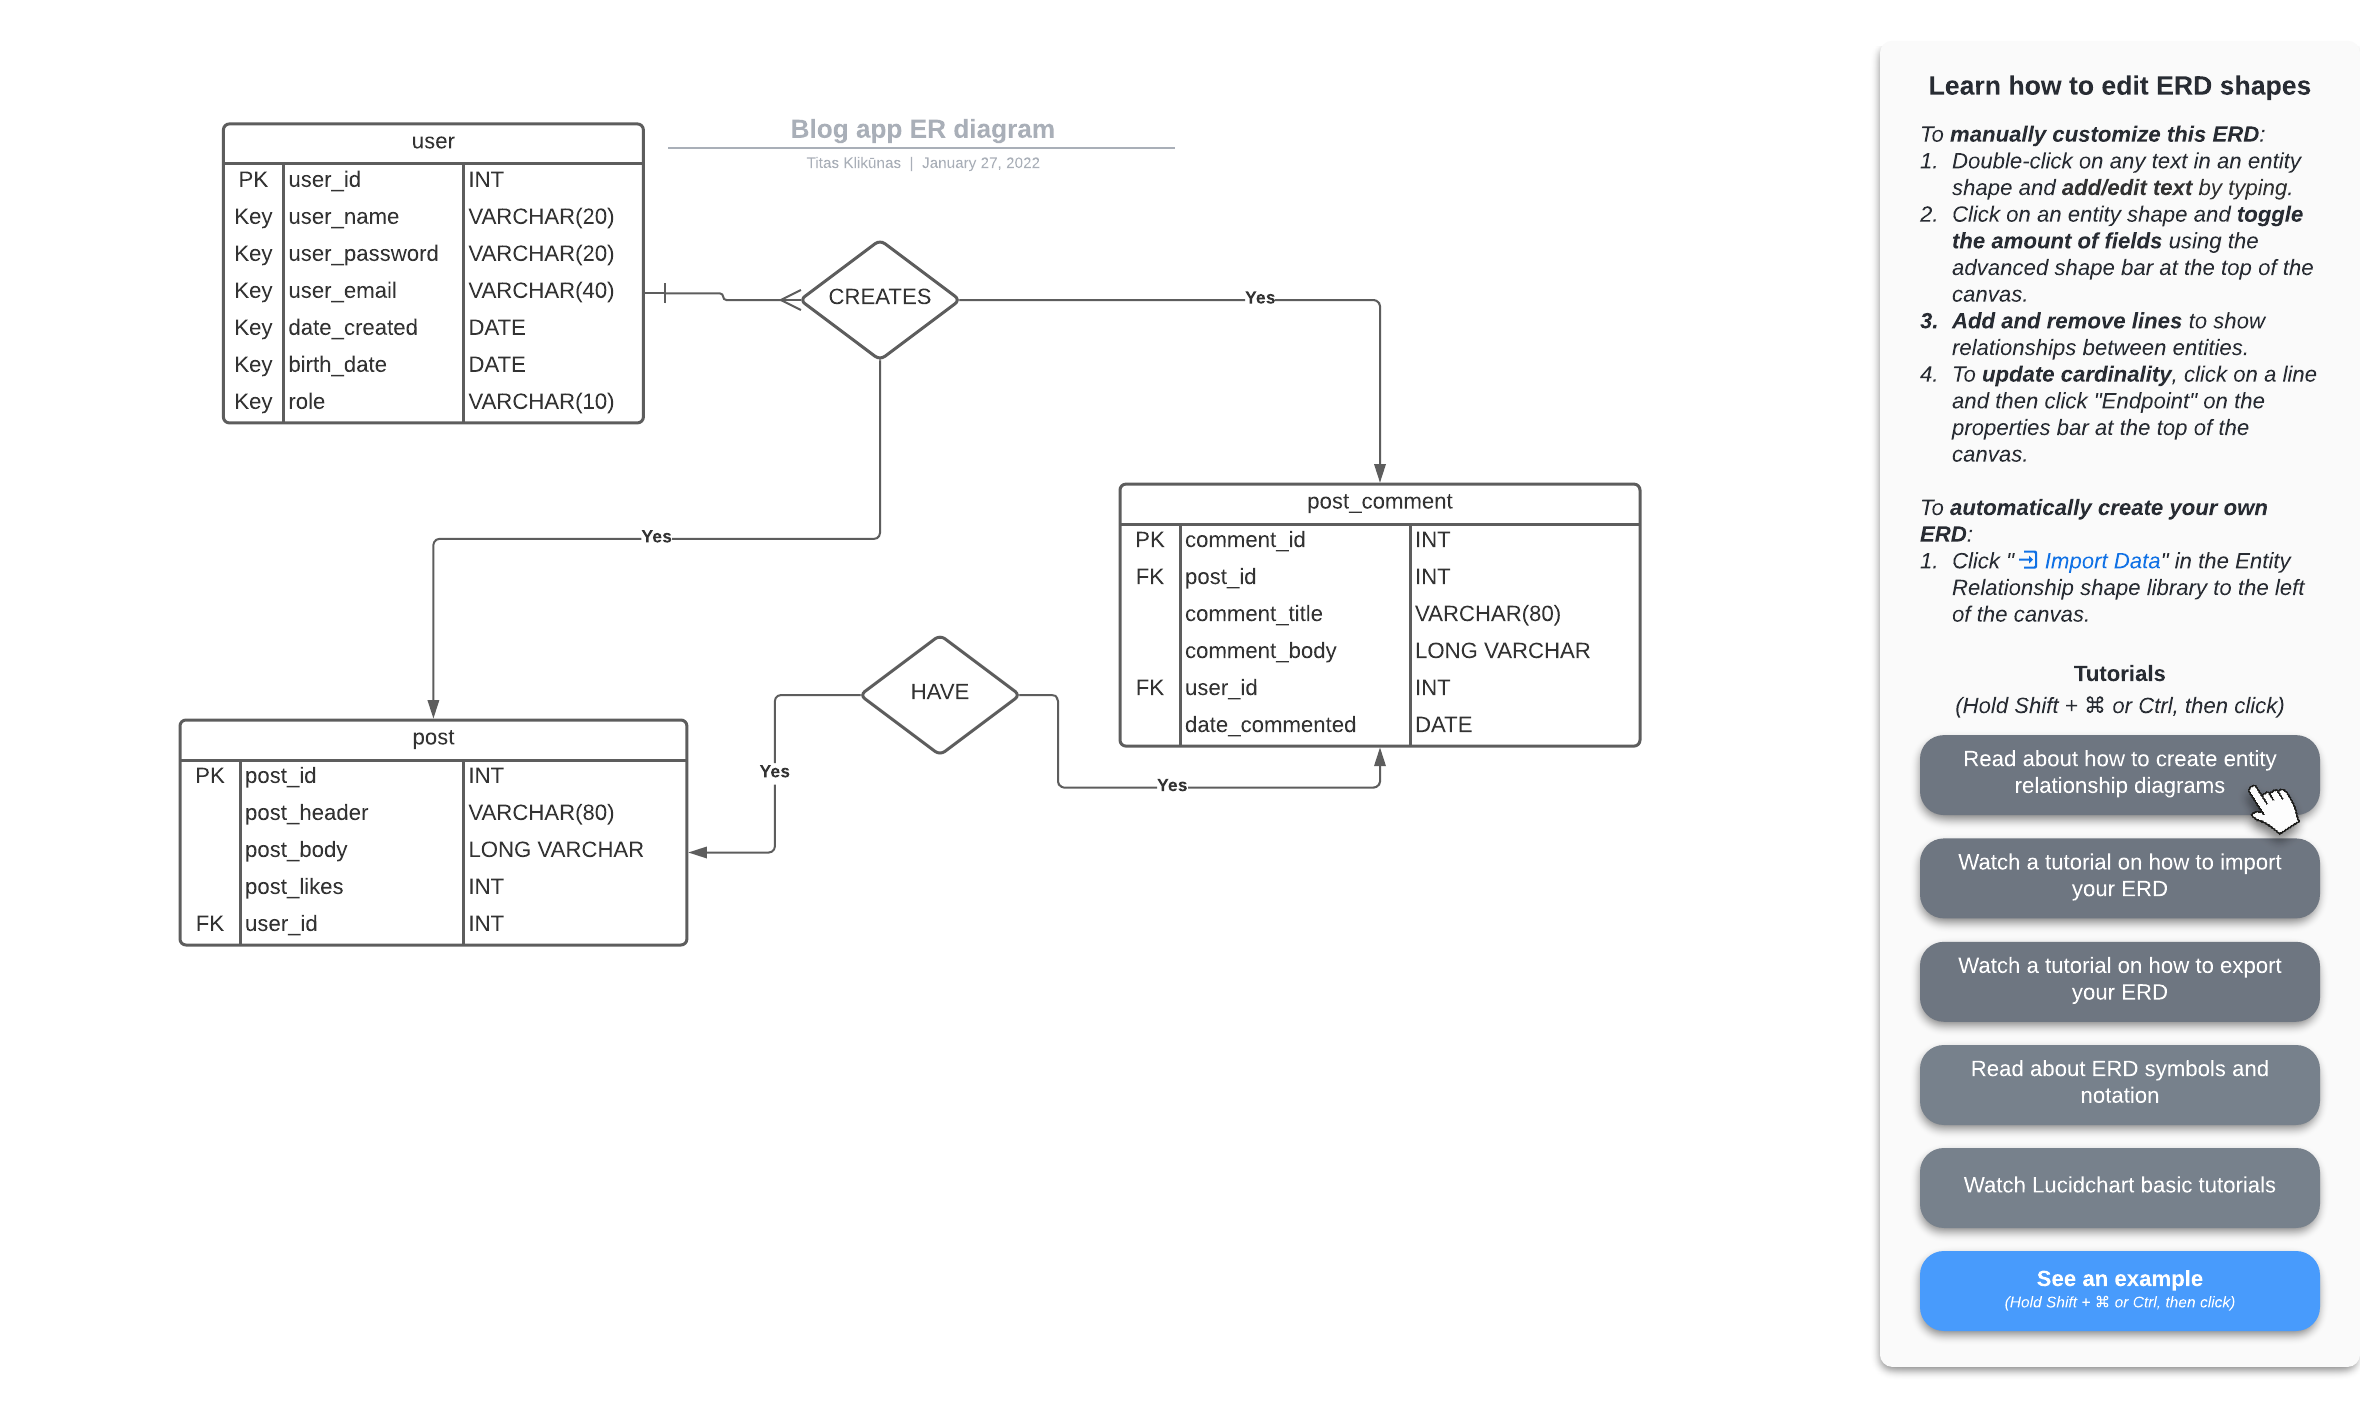 Blog app ER diagram
Titas Klikūnas | January 27, 2022
user
PK user_id INT
Key user_name VARCHAR(20)
Key user_password VARCHAR(20)
Key user_email VARCHAR(40)
Key date_created DATE
Key birth_date DATE
Key role VARCHAR(10)
CREATES
Yes
Yes
post_comment
PK comment_id INT
FK post_id INT
comment_title VARCHAR(80)
comment_body LONG VARCHAR
FK user_id INT
date_commented DATE
HAVE
Yes
Yes
post
PK post_id INT
post_header VARCHAR(80)
post_body LONG VARCHAR
post_likes INT
FK user_id INT
Learn how to edit ERD shapes
To manually customize this ERD:
1. Double-click on any text in an entity
shape and add/edit text by typing.
2. Click on an entity shape and toggle
the amount of fields using the
advanced shape bar at the top of the
canvas.
3. Add and remove lines to show
relationships between entities.
4. To update cardinality, click on a line
and then click "Endpoint" on the
properties bar at the top of the
canvas.
To automatically create your own
ERD:
1. Click " Import Data" in the Entity
Relationship shape library to the left
of the canvas.
Tutorials
(Hold Shift + ⌘ or Ctrl, then click)
Read about how to create entity
relationship diagrams
Watch a tutorial on how to import
your ERD
Watch a tutorial on how to export
your ERD
Read about ERD symbols and
notation
Watch Lucidchart basic tutorials
See an example
(Hold Shift + ⌘ or Ctrl, then click)